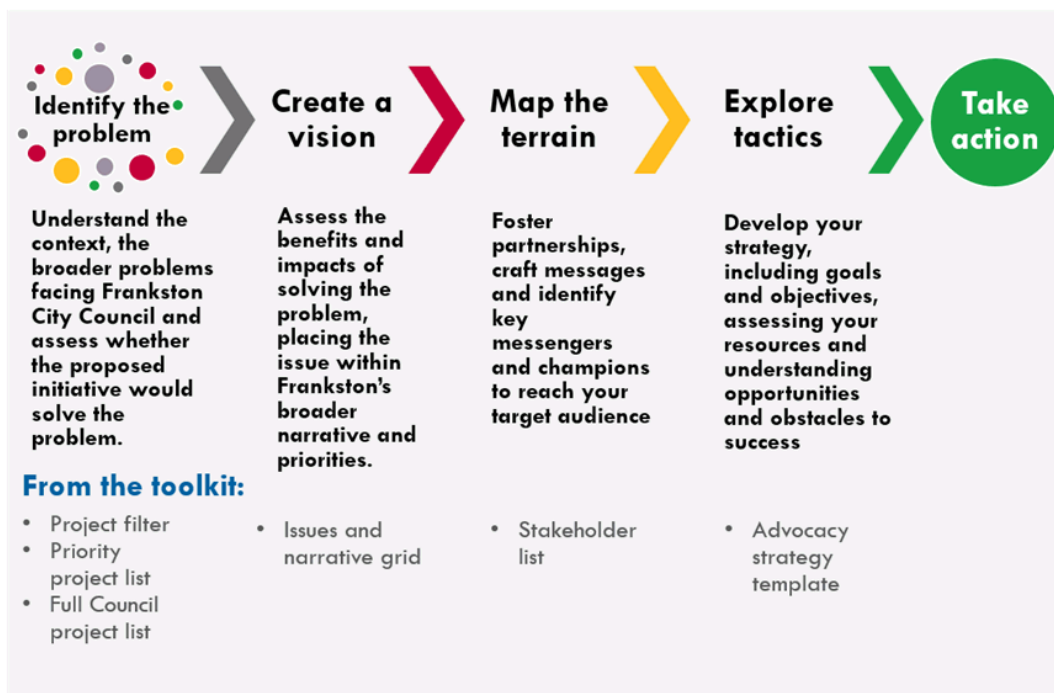 Identify the
problem
Create a
vision
Map the
terrain
Explore
tactics
Take
action
Understand the
context, the
broader problems
facing Frankston
City Council and
assess whether
the proposed
initiative would
solve the
problem.
Assess the
benefits and
impacts of
solving the
problem,
placing the
issue within
Frankston’s
broader
narrative and
priorities.
Foster
partnerships,
craft messages
and identify
key
messengers
and champions
to reach your
target audience
Develop your
strategy,
including goals
and objectives,
assessing your
resources and
understanding
opportunities
and obstacles to
success
From the toolkit:
• Project filter
• Priority
project list
• Full Council
project list
• Issues and
narrative grid
• Stakeholder
list
• Advocacy
strategy
template